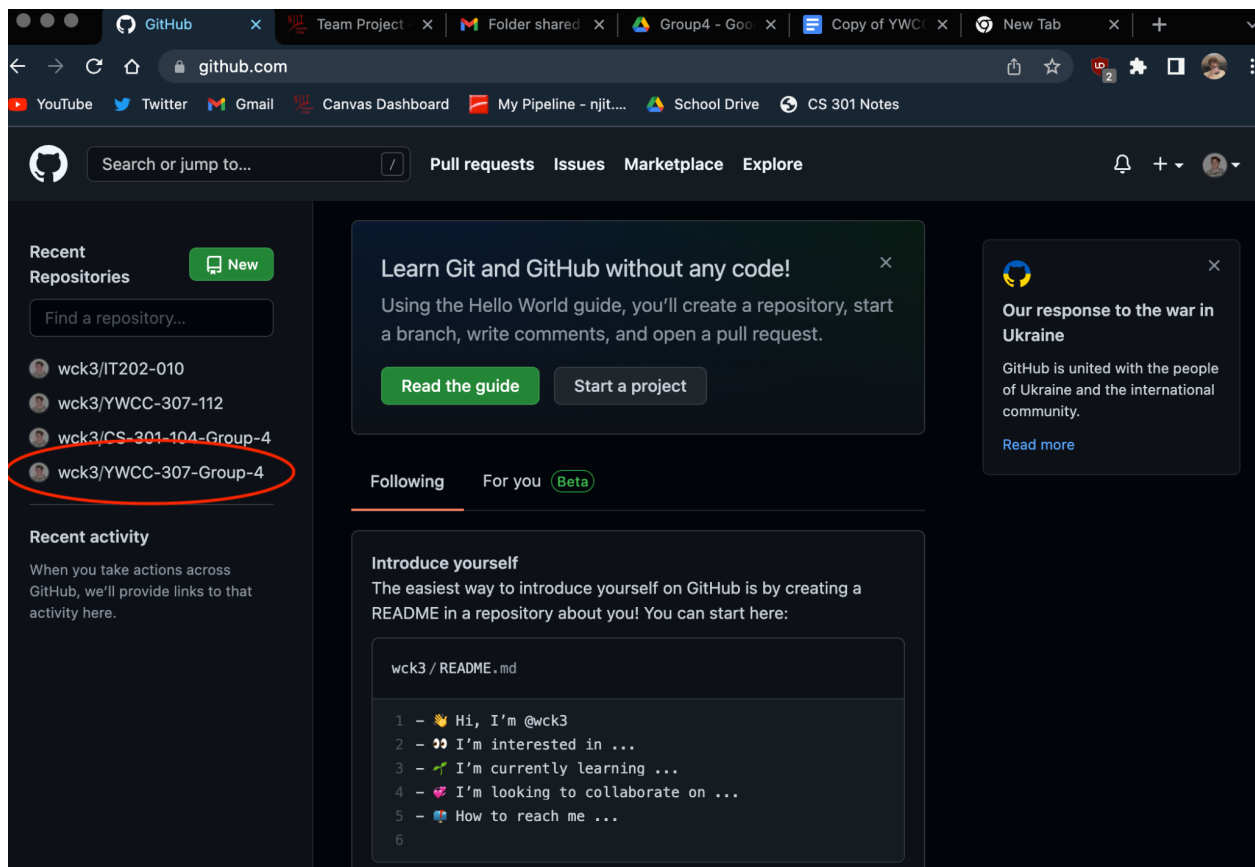 GitHub
Team Project
Folder shared
Group4 - Goo
Copy of YWCC
New Tab
github.com
2
YouTube
Twitter
Gmail
Canvas Dashboard
My Pipeline - njit....
School Drive
CS 301 Notes
Search or jump to...
/
Pull requests
Issues
Marketplace
Explore
Recent
Repositories
New
Find a repository...
wck3/IT202-010
wck3/YWCC-307-112
wck3/CS-301-104-Group-4
wck3/YWCC-307-Group-4
Recent activity
When you take actions across
GitHub, we'll provide links to that
activity here.
Learn Git and GitHub without any code!
Using the Hello World guide, you'll create a repository, start
a branch, write comments, and open a pull request.
Read the guide
Start a project
Following
For you Beta
Introduce yourself
The easiest way to introduce yourself on GitHub is by creating a
README in a repository about you! You can start here:
wck3 / README.md
1 - 👋 Hi, I'm @wck3
2 - 👀 I'm interested in ...
3 - 🌱 I'm currently learning ...
4 - 💞️ I'm looking to collaborate on ...
5 - 📫 How to reach me ...
6
Our response to the war in
Ukraine
GitHub is united with the people
of Ukraine and the international
community.
Read more